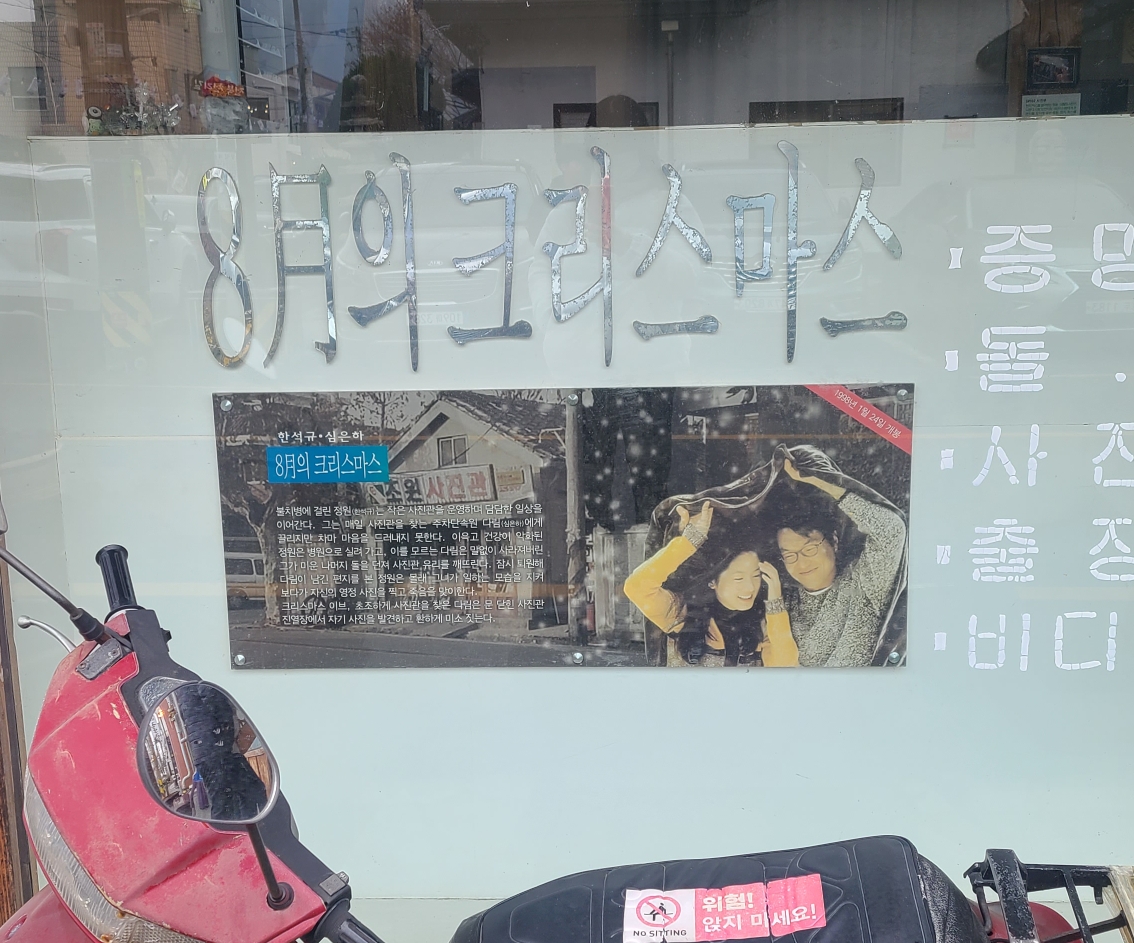 8月의 크리스마스
1998년 1월 24일 개봉
한석규•심은하
8月의 크리스마스
초원사진관
불치병에 걸린 정원(한석규)는 작은 사진관을 운영하며 담담한 일상을
이어간다. 그는 매일 사진관을 찾는 주차단속원 다림(심은하)에게
끌리지만 차마 마음을 드러내지 못한다. 이윽고 건강이 악화된
정원은 병원으로 실려 가고, 이를 모르는 다림은 말없이 사라져버린
그가 미운 나머지 돌을 던져 사진관 유리를 깨뜨린다. 잠시 퇴원해
다림이 남긴 편지를 본 정원은 몰래 그녀가 일하는 모습을 지켜
보다가 자신의 영정 사진을 찍고 죽음을 맞이한다.
크리스마스 이브, 초조하게 사진관을 찾은 다림은 문 닫힌 사진관
진열장에서 자기 사진을 발견하고 환하게 미소 짓는다.
증명
돌.
사진
출장
비디
위험!
앉지 마세요!
NO SITTING